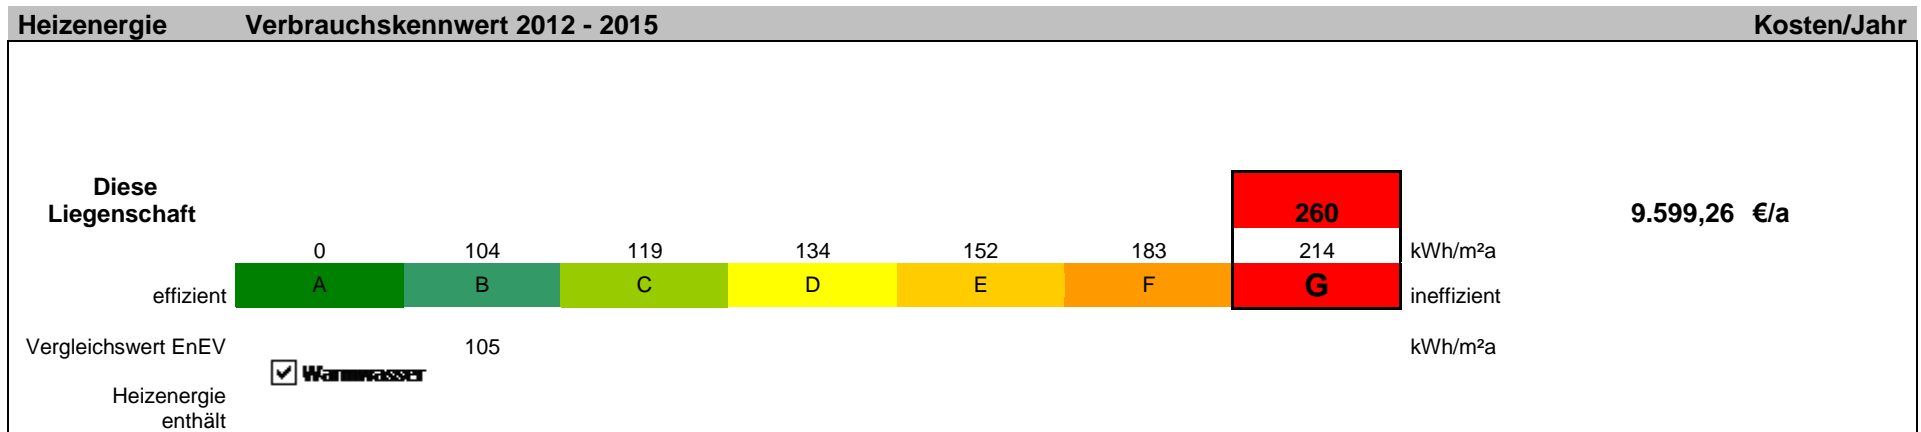 Heizenergie Verbrauchskennwert 2012 - 2015 Kosten/Jahr
Diese
Liegenschaft 260 9.599,26 €/a
0 104 119 134 152 183 214 kWh/m²a
effizient A B C D E F G ineffizient
Vergleichswert EnEV 105 kWh/m²a
Warmwasser
Heizenergie
enthält